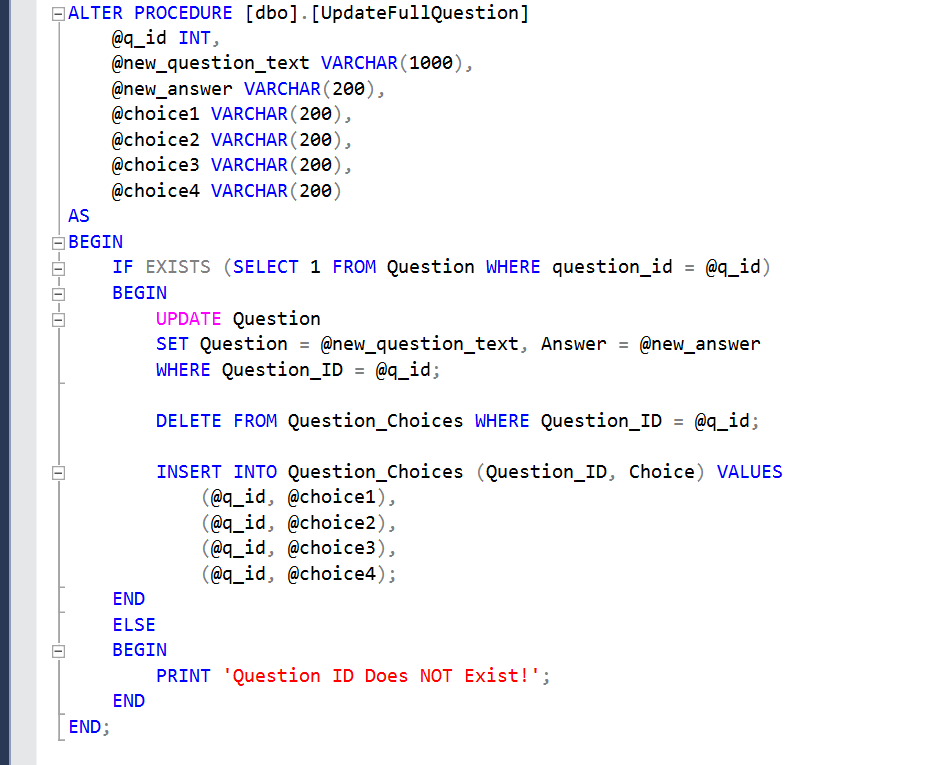 ALTER PROCEDURE [dbo].[UpdateFullQuestion]
@q_id INT,
@new_question_text VARCHAR(1000),
@new_answer VARCHAR(200),
@choice1 VARCHAR(200),
@choice2 VARCHAR(200),
@choice3 VARCHAR(200),
@choice4 VARCHAR(200)
AS
BEGIN
IF EXISTS (SELECT 1 FROM Question WHERE question_id = @q_id)
BEGIN
UPDATE Question
SET Question = @new_question_text, Answer = @new_answer
WHERE Question_ID = @q_id;
DELETE FROM Question_Choices WHERE Question_ID = @q_id;
INSERT INTO Question_Choices (Question_ID, Choice) VALUES
(@q_id, @choice1),
(@q_id, @choice2),
(@q_id, @choice3),
(@q_id, @choice4);
END
ELSE
BEGIN
PRINT 'Question ID Does NOT Exist!';
END
END;